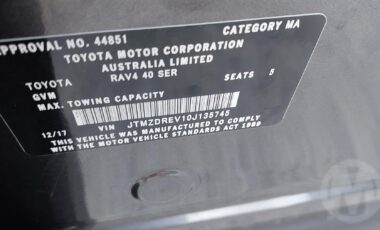 APPROVAL NO. 44851 CATEGORY MA
TOYOTA MOTOR CORPORATION
AUSTRALIA LIMITED
TOYOTA RAV4 40 SER
GVM SEATS 5
MAX. TOWING CAPACITY
JTMZDREV10J135745
12/17 VIN
THIS VEHICLE WAS MANUFACTURED TO COMPLY
WITH THE MOTOR VEHICLE STANDARDS ACT 1989
M